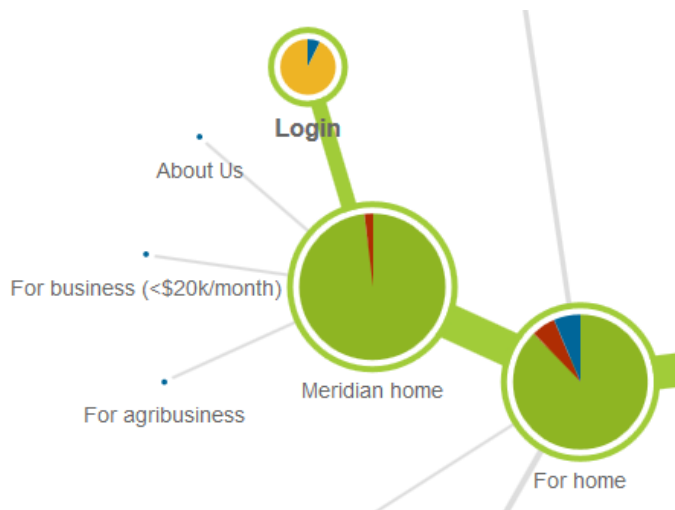 Login
About Us
For business (<$20k/month)
Meridian home
For agribusiness
For home